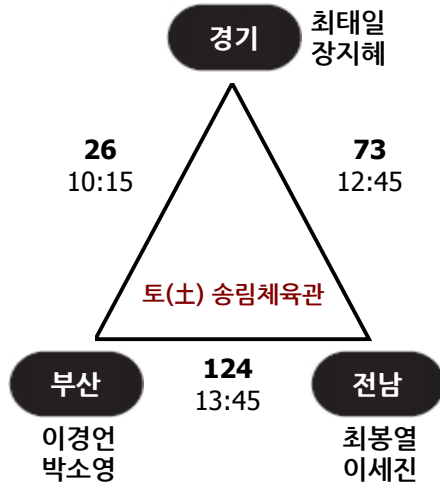 경기
최태일
장지혜
26
10:15
73
12:45
토(土) 송림체육관
부산
124
13:45
전남
이경언
박소영
최봉열
이세진